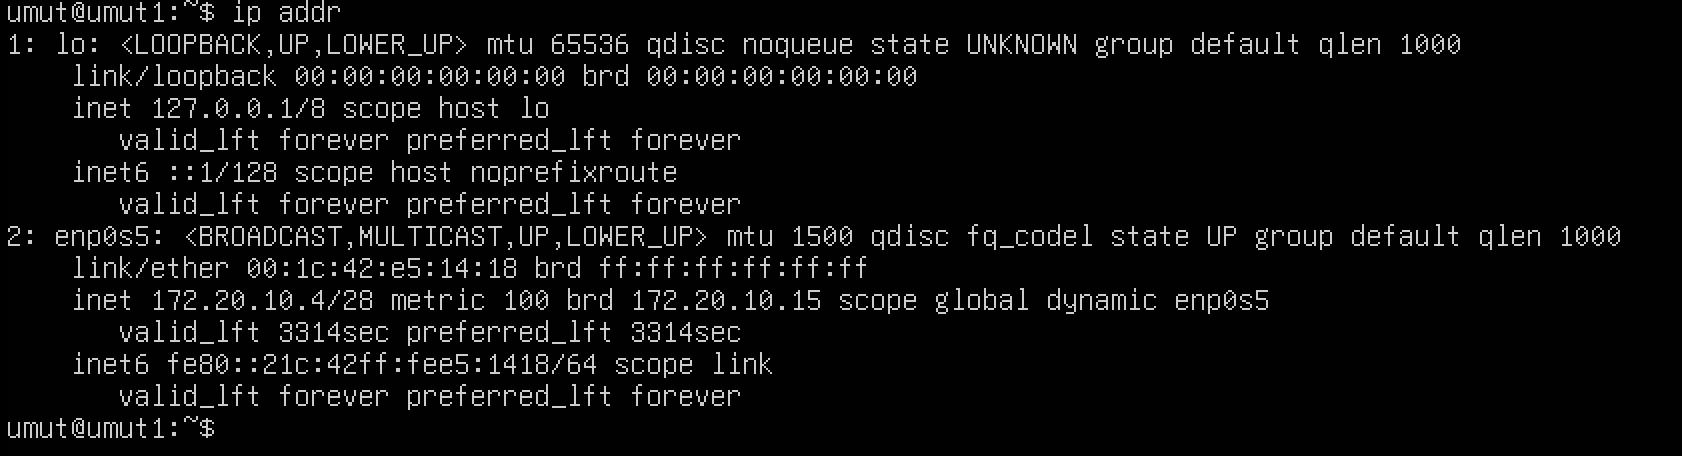 umut@umut1:~$ ip addr
1: lo: <LOOPBACK,UP,LOWER_UP> mtu 65536 qdisc noqueue state UNKNOWN group default qlen 1000
    link/loopback 00:00:00:00:00:00 brd 00:00:00:00:00:00
    inet 127.0.0.1/8 scope host lo
       valid_lft forever preferred_lft forever
    inet6 ::1/128 scope host noprefixroute
       valid_lft forever preferred_lft forever
2: enp0s5: <BROADCAST,MULTICAST,UP,LOWER_UP> mtu 1500 qdisc fq_codel state UP group default qlen 1000
    link/ether 00:1c:42:e5:14:18 brd ff:ff:ff:ff:ff:ff
    inet 172.20.10.4/28 metric 100 brd 172.20.10.15 scope global dynamic enp0s5
       valid_lft 3314sec preferred_lft 3314sec
    inet6 fe80::21c:42ff:fee5:1418/64 scope link
       valid_lft forever preferred_lft forever
umut@umut1:~$